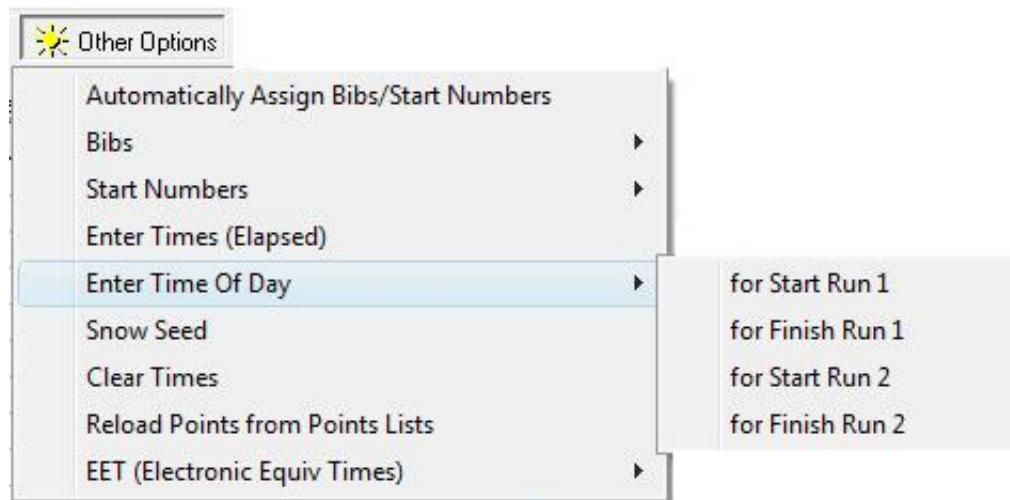 Other Options
Automatically Assign Bibs/Start Numbers
Bibs
Start Numbers
Enter Times (Elapsed)
Enter Time Of Day
for Start Run 1
for Finish Run 1
for Start Run 2
for Finish Run 2
Snow Seed
Clear Times
Reload Points from Points Lists
EET (Electronic Equiv Times)